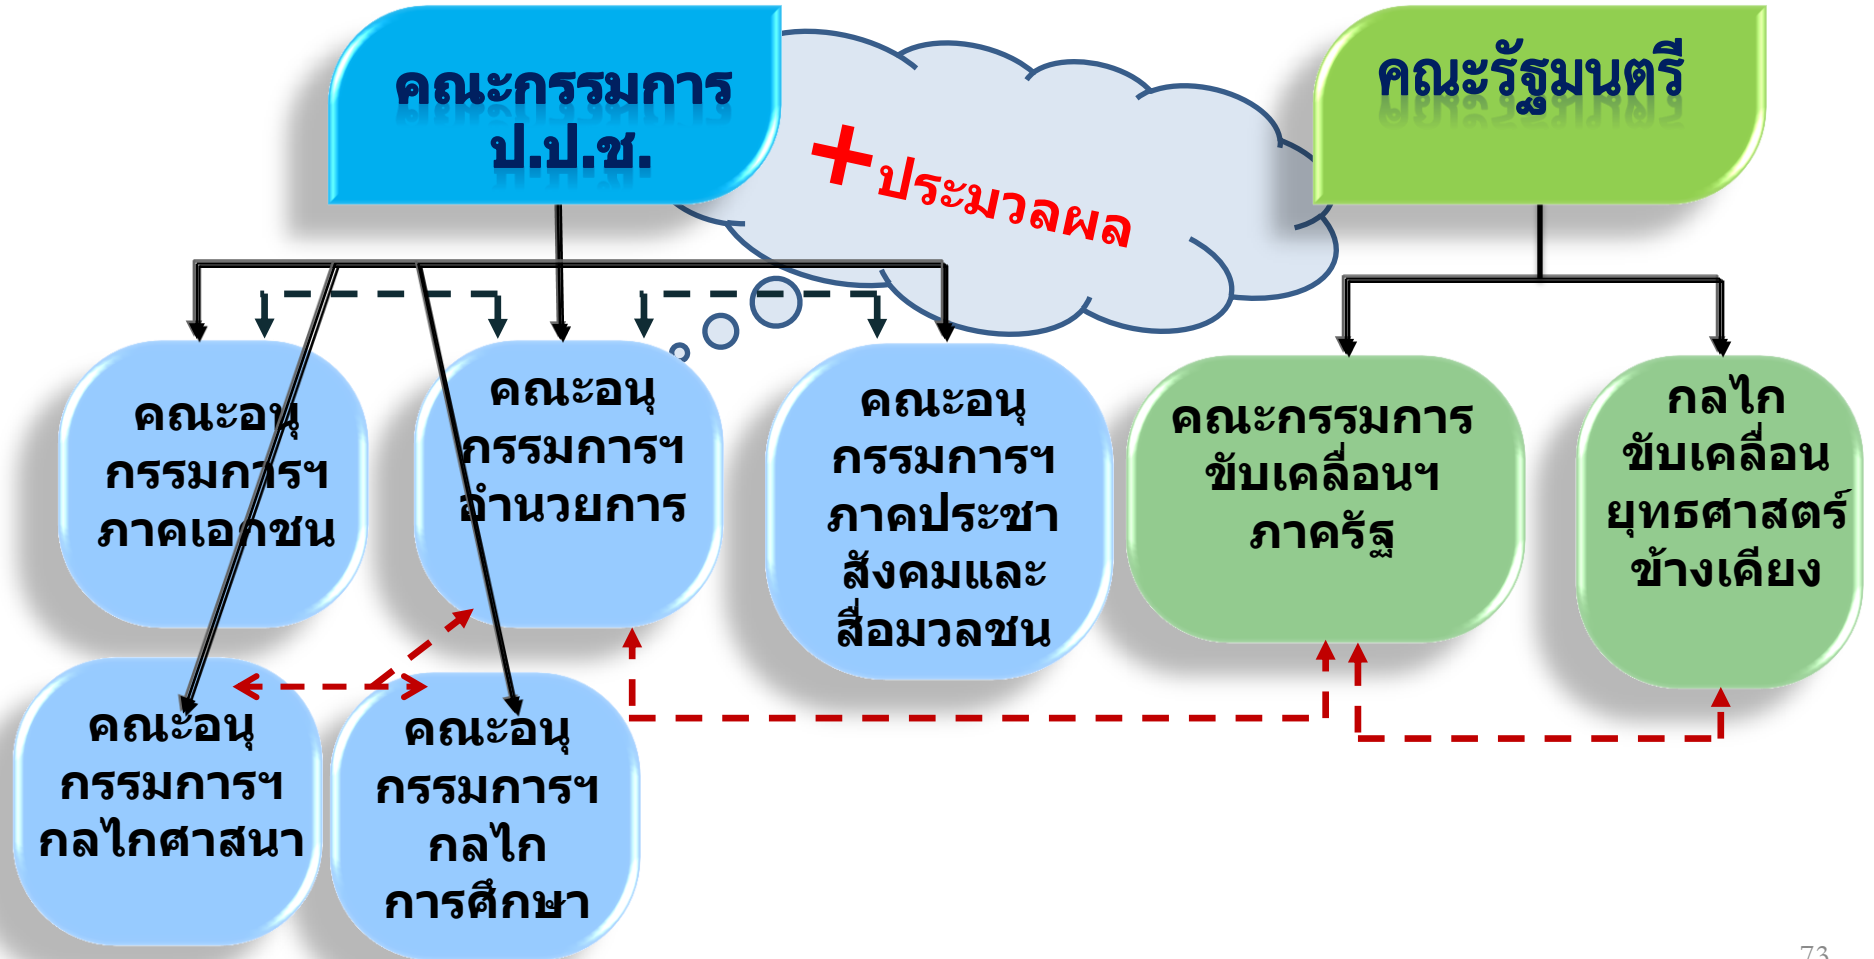 คณะกรรมการ
ป.ป.ช.
+ประมวลผล
คณะรัฐมนตรี
คณะอนุ
กรรมการฯ
ภาคเอกชน
คณะอนุ
กรรมการฯ
อำนวยการ
คณะอนุ
กรรมการฯ
ภาคประชา
สังคมและ
สื่อมวลชน
คณะกรรมการ
ขับเคลื่อนฯ
ภาครัฐ
กลไก
ขับเคลื่อน
ยุทธศาสตร์
ข้างเคียง
คณะอนุ
กรรมการฯ
กลไกศาสนา
คณะอนุ
กรรมการฯ
กลไก
การศึกษา
73